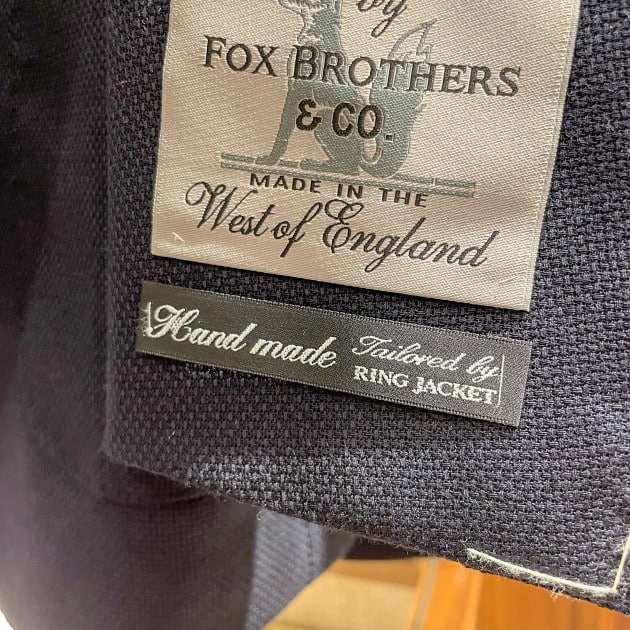 by
FOX BROTHERS
& CO.
MADE IN THE
West of England
Hand made
Tailored by
RING JACKET